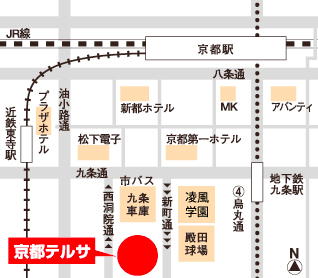 JR線
京都駅
八条通
油小路通
プラザホテル
近鉄東寺駅
新都ホテル
MK
アバンティ
松下電子
京都第一ホテル
九条通
市バス
九条
車庫
西洞院通
新町通
凌風
学園
殿田
球場
④烏丸通
地下鉄
九条駅
京都テルサ
N